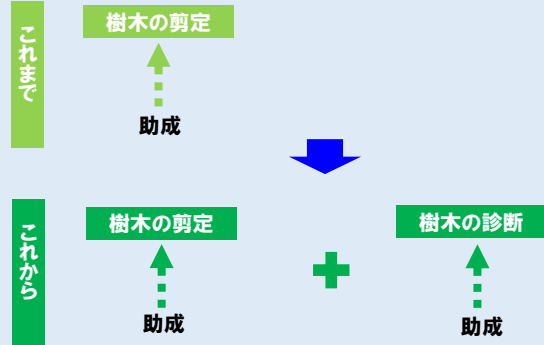 これまで
樹木の剪定
助成
これから
樹木の剪定
樹木の診断
助成
助成